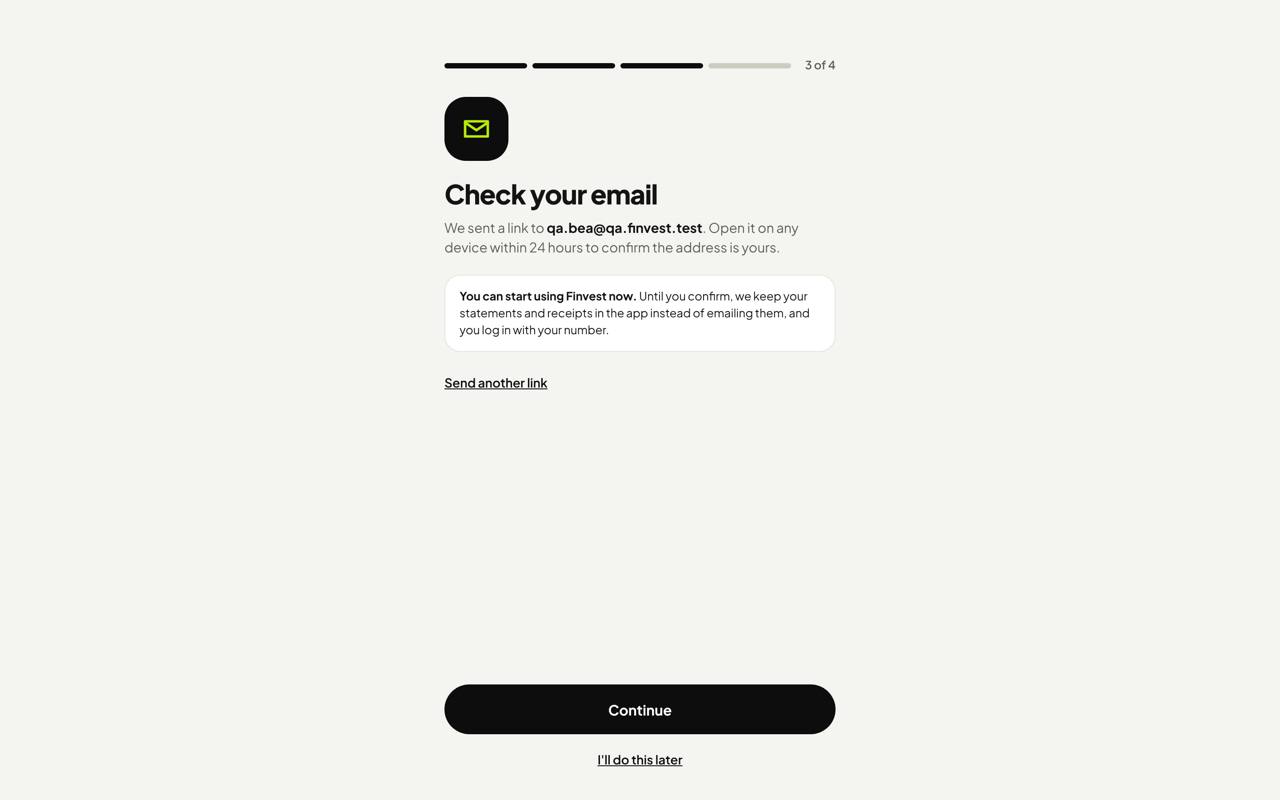 3 of 4
Check your email
We sent a link to qa.bea@qa.finvest.test. Open it on any
device within 24 hours to confirm the address is yours.
You can start using Finvest now. Until you confirm, we keep your
statements and receipts in the app instead of emailing them, and
you log in with your number.
Send another link
Continue
I'll do this later